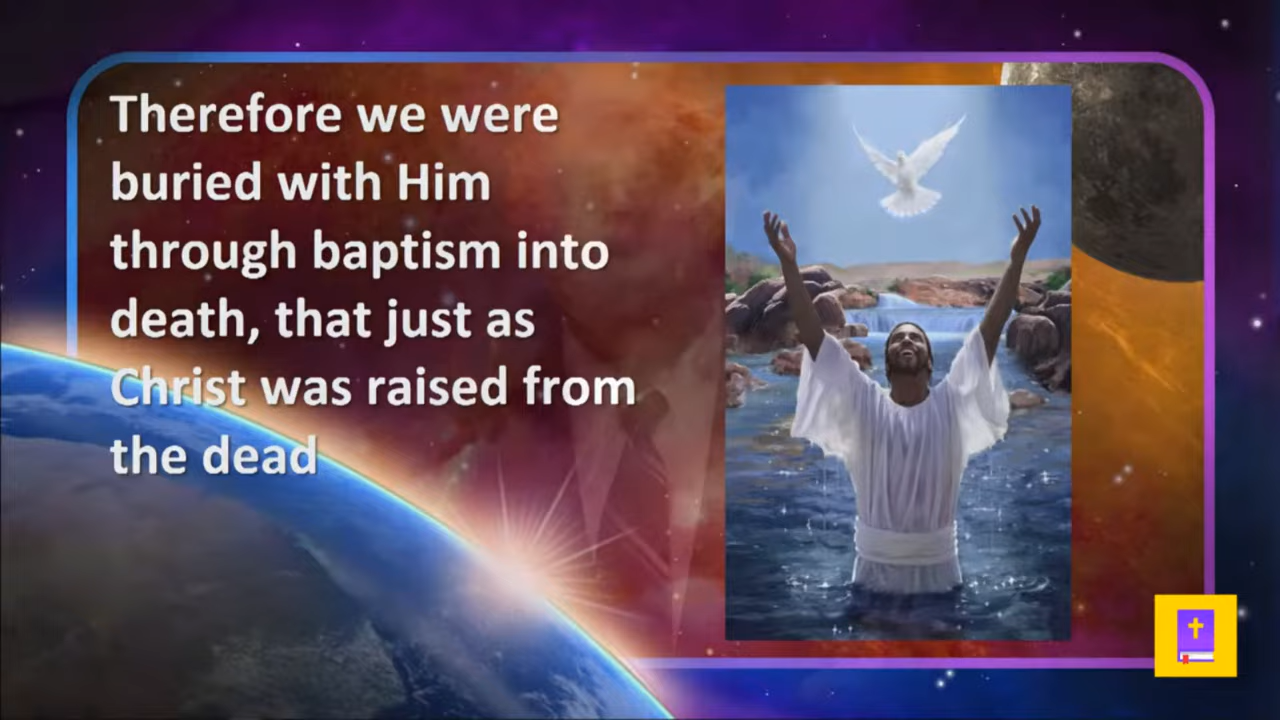 Therefore we were
buried with Him
through baptism into
death, that just as
Christ was raised from
the dead